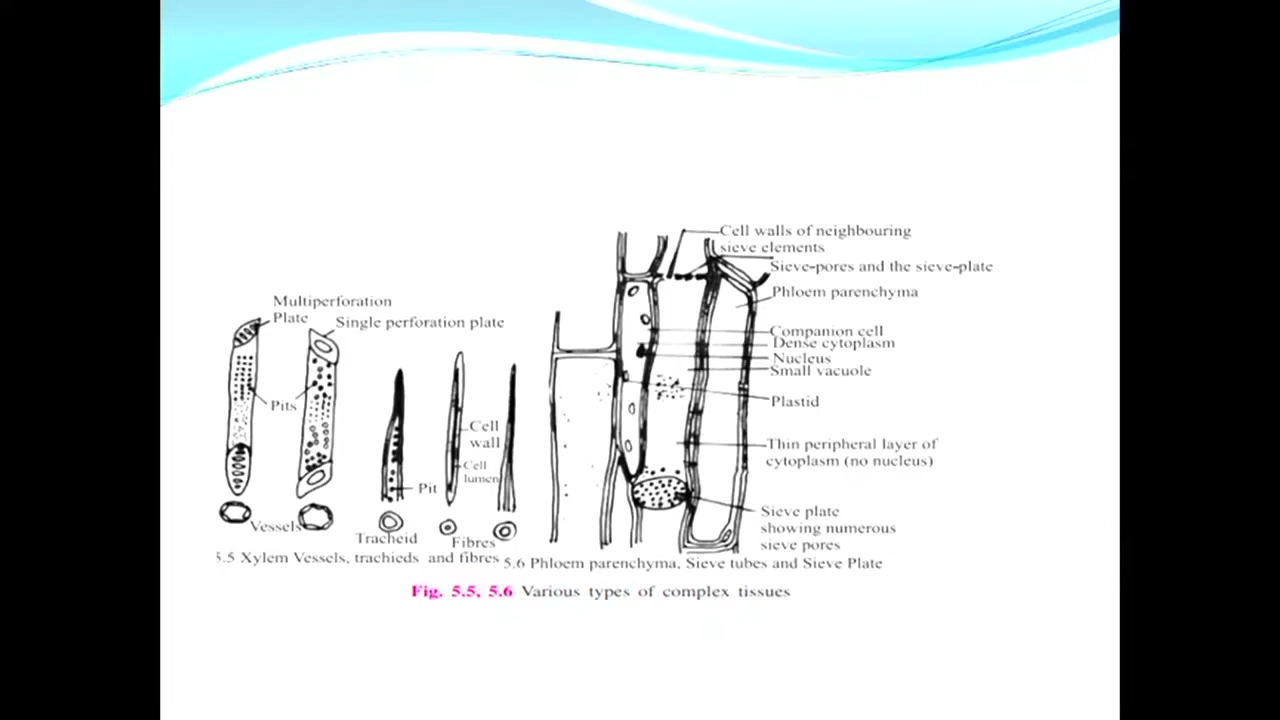 Multiperforation
Plate
Single perforation plate
Pits
Cell
wall
Cell
lumen
Pit
Vessels
Tracheid
Fibres
5.5 Xylem Vessels, trachieds and fibres
Cell walls of neighbouring
sieve elements
Sieve-pores and the sieve-plate
Phloem parenchyma
Companion cell
Dense cytoplasm
Nucleus
Small vacuole
Plastid
Thin peripheral layer of
cytoplasm (no nucleus)
Sieve plate
showing numerous
sieve pores
5.6 Phloem parenchyma, Sieve tubes and Sieve Plate
Fig. 5.5, 5.6 Various types of complex tissues